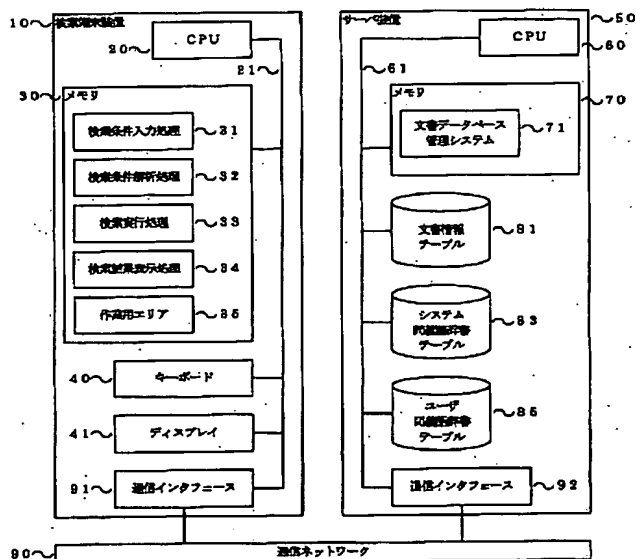 10 検索端末装置
20 CPU
21
30 メモリ
検索条件入力処理 31
検索条件解析処理 32
検索実行処理 33
検索結果表示処理 34
作業用エリア 35
40 キーボード
41 ディスプレイ
91 通信インタフェース
サーバ装置 50
CPU 60
61
メモリ 70
文書データベース 71
管理システム
文書情報 81
テーブル
システム 83
同義語辞書
テーブル
ユーザ 85
同義語辞書
テーブル
通信インタフェース 92
90 通信ネットワーク